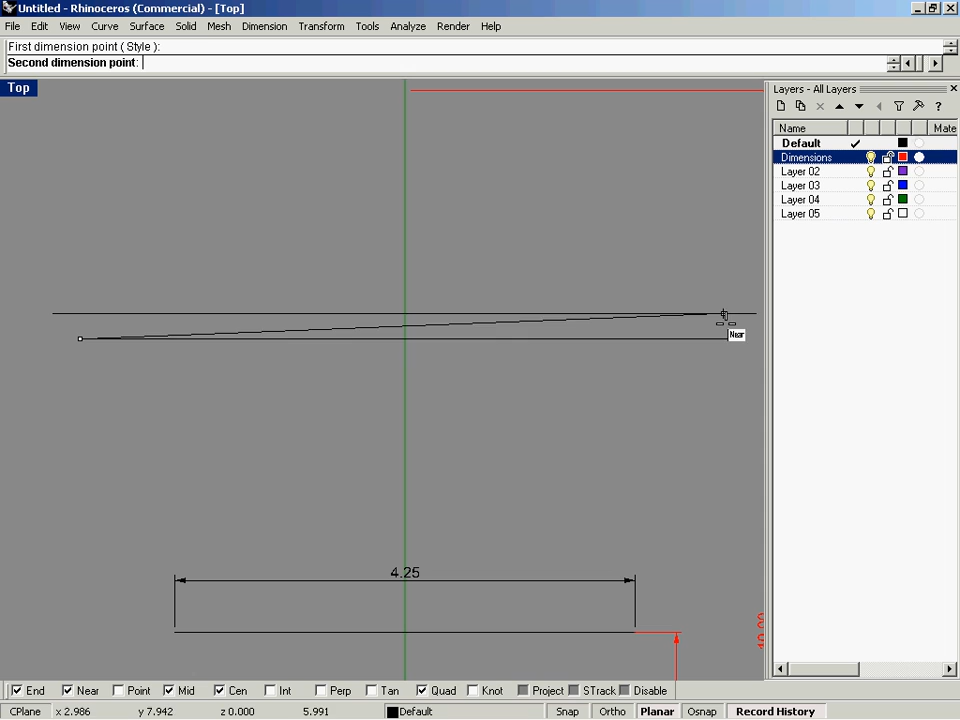 Untitled - Rhinoceros (Commercial) - [Top]
File Edit View Curve Surface Solid Mesh Dimension Transform Tools Analyze Render Help
First dimension point ( Style ):
Second dimension point:
Top
Layers - All Layers
?
Name Mate
Default
Dimensions
Layer 02
Layer 03
Layer 04
Layer 05
Near
4.25
End Near Point Mid Cen Int Perp Tan Quad Knot Project STrack Disable
CPlane x 2.986 y 7.942 z 0.000 5.991 Default Snap Ortho Planar Osnap Record History